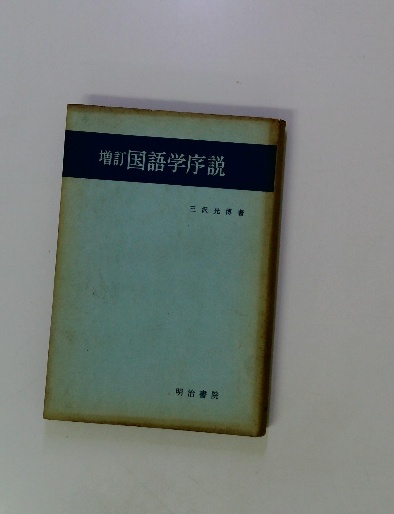 増訂国語学序説
三沢光博著
明治書院